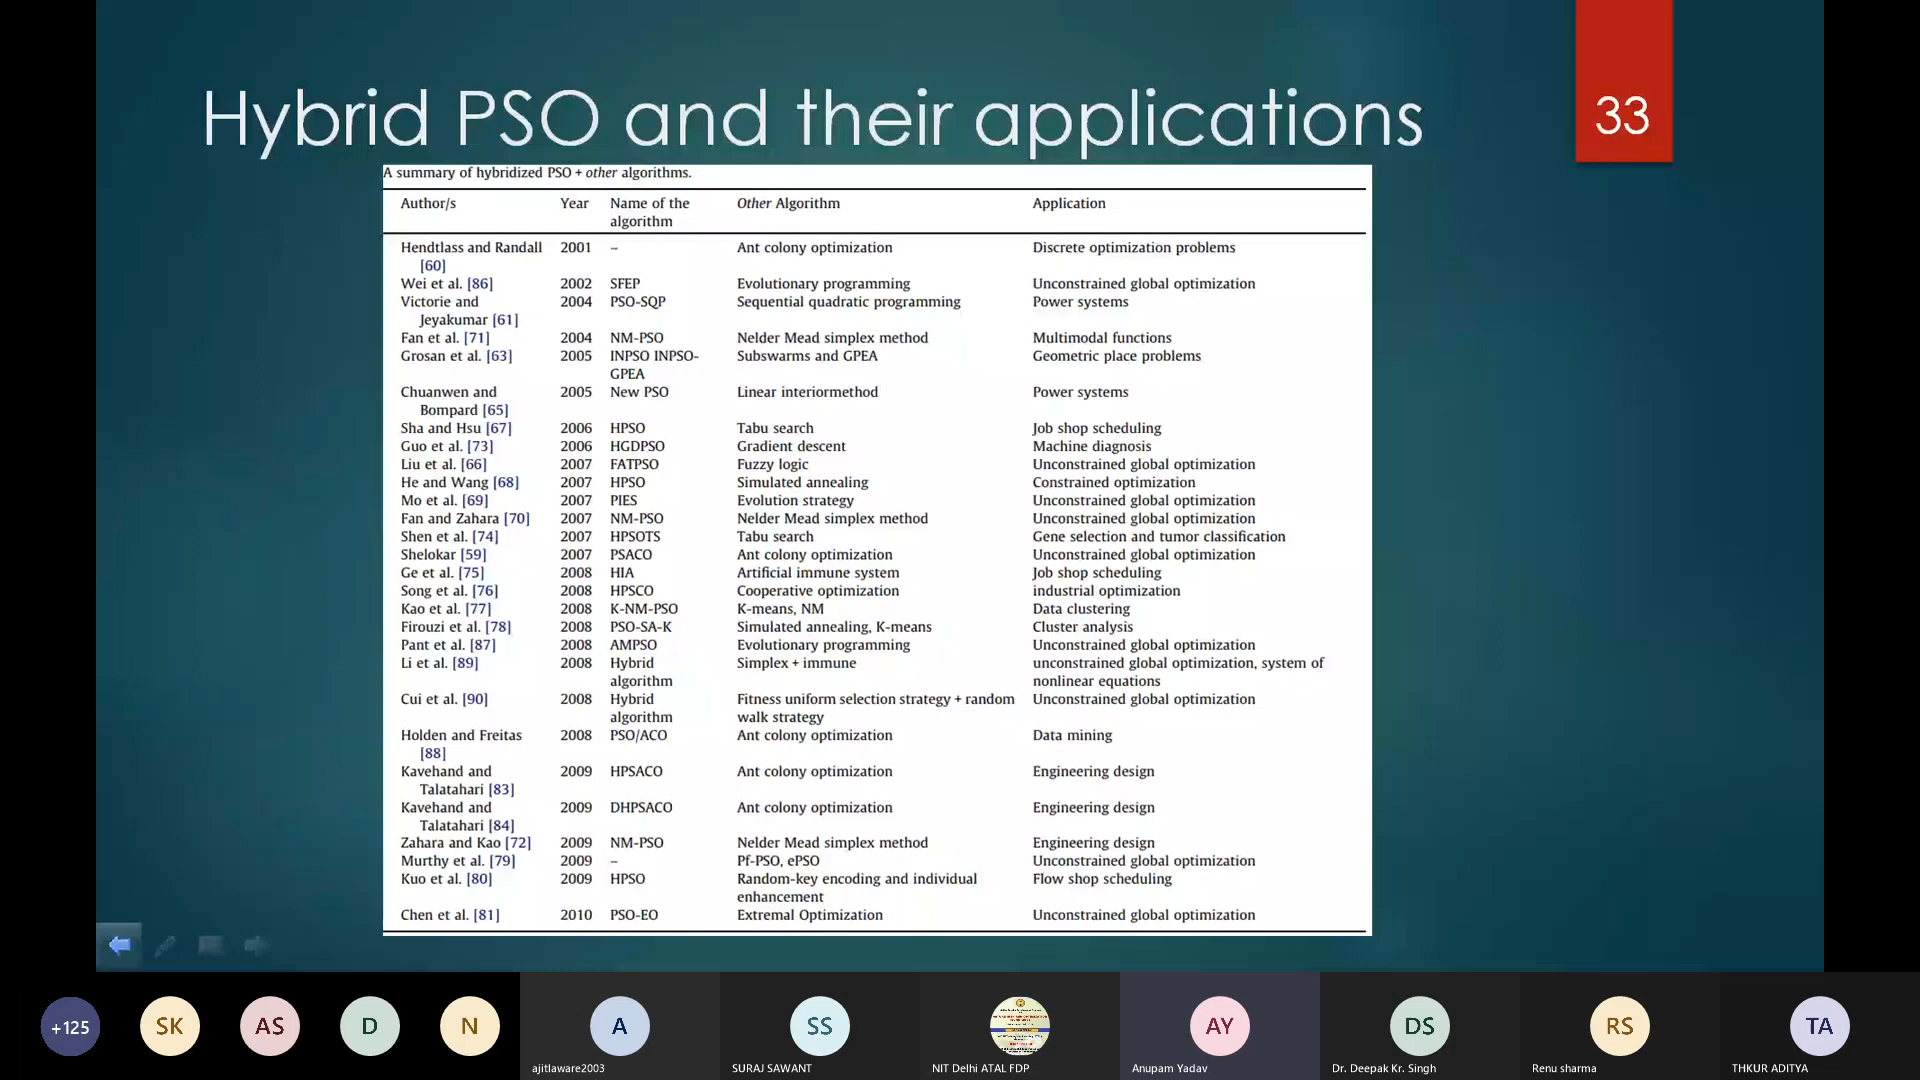 Hybrid PSO and their applications
33
A summary of hybridized PSO + other algorithms.
Author/s Year Name of the algorithm Other Algorithm Application
Hendtlass and Randall [60] 2001 – Ant colony optimization Discrete optimization problems
Wei et al. [86] 2002 SFEP Evolutionary programming Unconstrained global optimization
Victorie and Jeyakumar [61] 2004 PSO-SQP Sequential quadratic programming Power systems
Fan et al. [71] 2004 NM-PSO Nelder Mead simplex method Multimodal functions
Grosan et al. [63] 2005 INPSO INPSO-GPEA Subswarms and GPEA Geometric place problems
Chuanwen and Bompard [65] 2005 New PSO Linear interiormethod Power systems
Sha and Hsu [67] 2006 HPSO Tabu search Job shop scheduling
Guo et al. [73] 2006 HGDPSO Gradient descent Machine diagnosis
Liu et al. [66] 2007 FATPSO Fuzzy logic Unconstrained global optimization
He and Wang [68] 2007 HPSO Simulated annealing Constrained optimization
Mo et al. [69] 2007 PIES Evolution strategy Unconstrained global optimization
Fan and Zahara [70] 2007 NM-PSO Nelder Mead simplex method Unconstrained global optimization
Shen et al. [74] 2007 HPSOTS Tabu search Gene selection and tumor classification
Shelokar [59] 2007 PSACO Ant colony optimization Unconstrained global optimization
Ge et al. [75] 2008 HIA Artificial immune system Job shop scheduling
Song et al. [76] 2008 HPSCO Cooperative optimization industrial optimization
Kao et al. [77] 2008 K-NM-PSO K-means, NM Data clustering
Firouzi et al. [78] 2008 PSO-SA-K Simulated annealing, K-means Cluster analysis
Pant et al. [87] 2008 AMPSO Evolutionary programming Unconstrained global optimization
Li et al. [89] 2008 Hybrid algorithm Simplex + immune unconstrained global optimization, system of nonlinear equations
Cui et al. [90] 2008 Hybrid algorithm Fitness uniform selection strategy + random walk strategy Unconstrained global optimization
Holden and Freitas [88] 2008 PSO/ACO Ant colony optimization Data mining
Kavehand and Talatahari [83] 2009 HPSACO Ant colony optimization Engineering design
Kavehand and Talatahari [84] 2009 DHPSACO Ant colony optimization Engineering design
Zahara and Kao [72] 2009 NM-PSO Nelder Mead simplex method Engineering design
Murthy et al. [79] 2009 – Pf-PSO, ePSO Unconstrained global optimization
Kuo et al. [80] 2009 HPSO Random-key encoding and individual enhancement Flow shop scheduling
Chen et al. [81] 2010 PSO-EO Extremal Optimization Unconstrained global optimization
+125 SK AS D N A SS AY DS RS TA
ajitlaware2003 SURAJ SAWANT NIT Delhi ATAL FDP Anupam Yadav Dr. Deepak Kr. Singh Renu sharma THKUR ADITYA